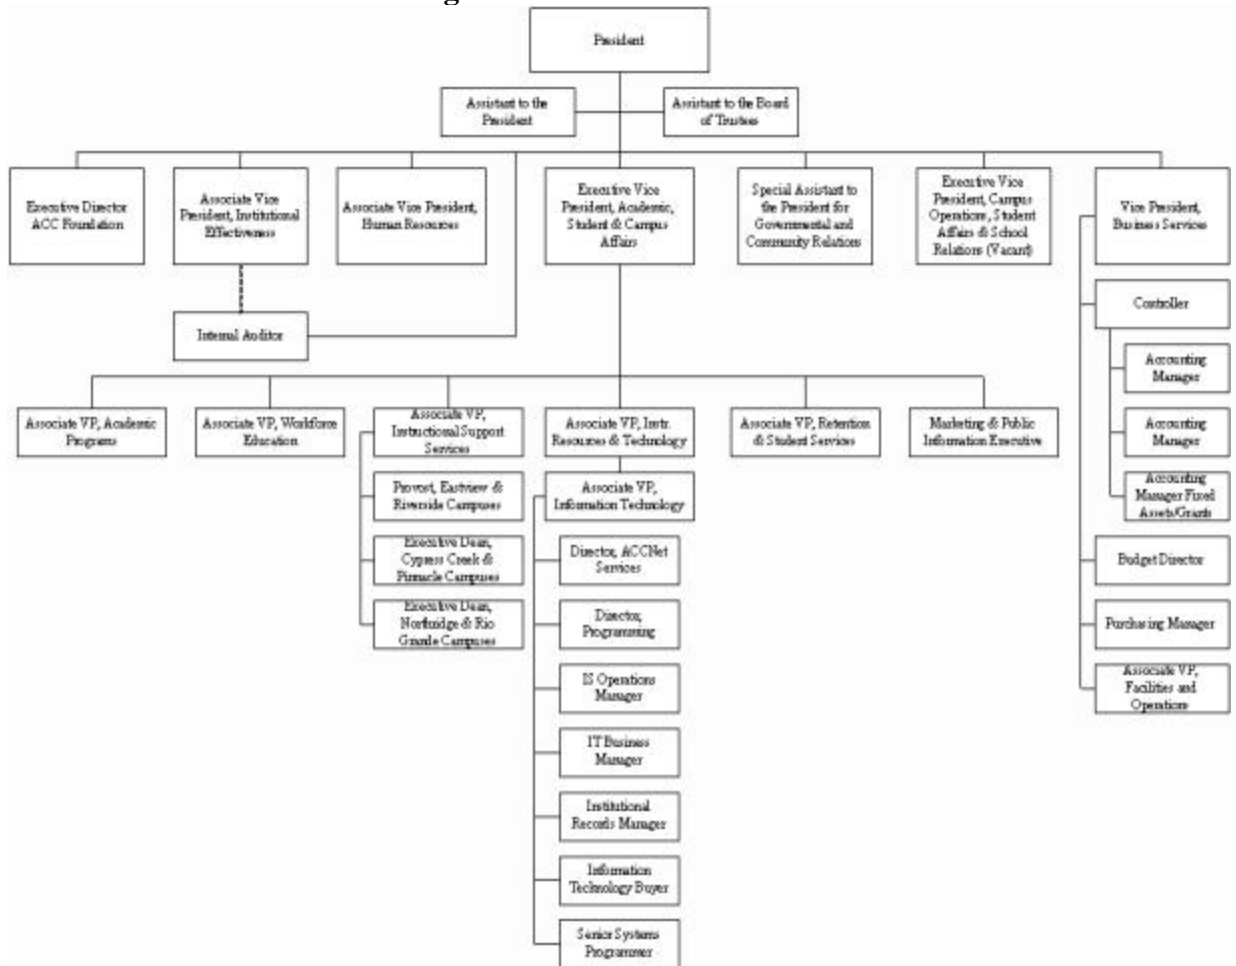 President
Assistant to the
President
Assistant to the Board
of Trustees
Executive Director
ACC Foundation
Associate Vice
President, Institutional
Effectiveness
Associate Vice President,
Human Resources
Executive Vice
President, Academic,
Student & Campus
Affairs
Special Assistant to
the President for
Governmental and
Community Relations
Executive Vice
President, Campus
Operations, Student
Affairs & School
Relations (Vacant)
Vice President,
Business Services
Internal Auditor
Controller
Accounting
Manager
Accounting
Manager
Accounting
Manager Fixed
Assets/Grants
Budget Director
Purchasing Manager
Associate VP,
Facilities and
Operations
Associate VP, Academic
Programs
Associate VP, Workforce
Education
Associate VP,
Instructional Support
Services
Associate VP, Instr.
Resources & Technology
Associate VP, Retention
& Student Services
Marketing & Public
Information Executive
Provost, Eastview &
Riverside Campuses
Executive Dean,
Cypress Creek &
Pinnacle Campuses
Executive Dean,
Northridge & Rio
Grande Campuses
Associate VP,
Information Technology
Director, ACCNet
Services
Director,
Programming
IS Operations
Manager
IT Business
Manager
Institutional
Records Manager
Information
Technology Buyer
Senior Systems
Programmer